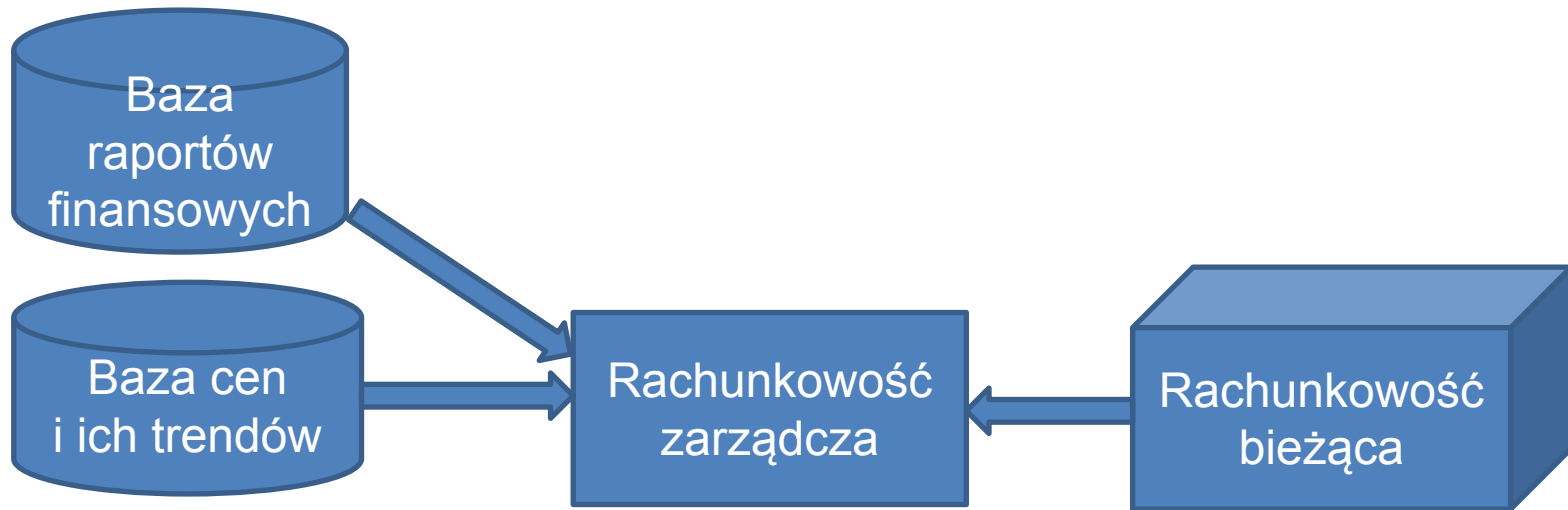 Baza
raportów
finansowych
Baza cen
i ich trendów
Rachunkowość
zarządcza
Rachunkowość
bieżąca